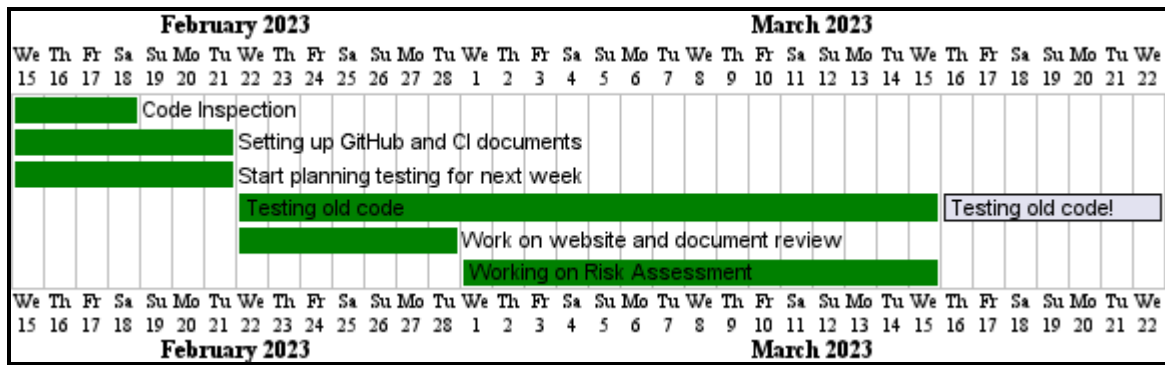 February 2023 March 2023
We Th Fr Sa Su Mo Tu We Th Fr Sa Su Mo Tu We Th Fr Sa Su Mo Tu We Th Fr Sa Su Mo Tu We Th Fr Sa Su Mo Tu We
15 16 17 18 19 20 21 22 23 24 25 26 27 28 1 2 3 4 5 6 7 8 9 10 11 12 13 14 15 16 17 18 19 20 21 22
Code Inspection
Setting up GitHub and CI documents
Start planning testing for next week
Testing old code Testing old code!
Work on website and document review
Working on Risk Assessment
We Th Fr Sa Su Mo Tu We Th Fr Sa Su Mo Tu We Th Fr Sa Su Mo Tu We Th Fr Sa Su Mo Tu We Th Fr Sa Su Mo Tu We
15 16 17 18 19 20 21 22 23 24 25 26 27 28 1 2 3 4 5 6 7 8 9 10 11 12 13 14 15 16 17 18 19 20 21 22
February 2023 March 2023